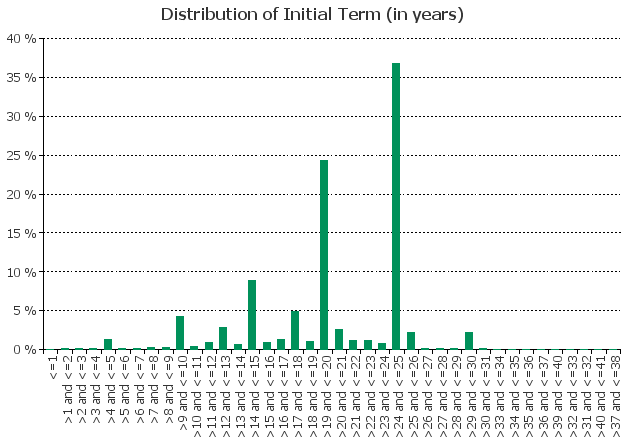 Distribution of Initial Term (in years)
40 %
35 %
30 %
25 %
20 %
15 %
10 %
5 %
0 %
<=1
>1 and <=2
>2 and <=3
>3 and <=4
>4 and <=5
>5 and <=6
>6 and <=7
>7 and <=8
>8 and <=9
>9 and <=10
>10 and <=11
>11 and <=12
>12 and <=13
>13 and <=14
>14 and <=15
>15 and <=16
>16 and <=17
>17 and <=18
>18 and <=19
>19 and <=20
>20 and <=21
>21 and <=22
>22 and <=23
>23 and <=24
>24 and <=25
>25 and <=26
>26 and <=27
>27 and <=28
>28 and <=29
>29 and <=30
>30 and <=31
>33 and <=34
>34 and <=35
>35 and <=36
>36 and <=37
>39 and <=40
>32 and <=33
>31 and <=32
>40 and <=41
>37 and <=38